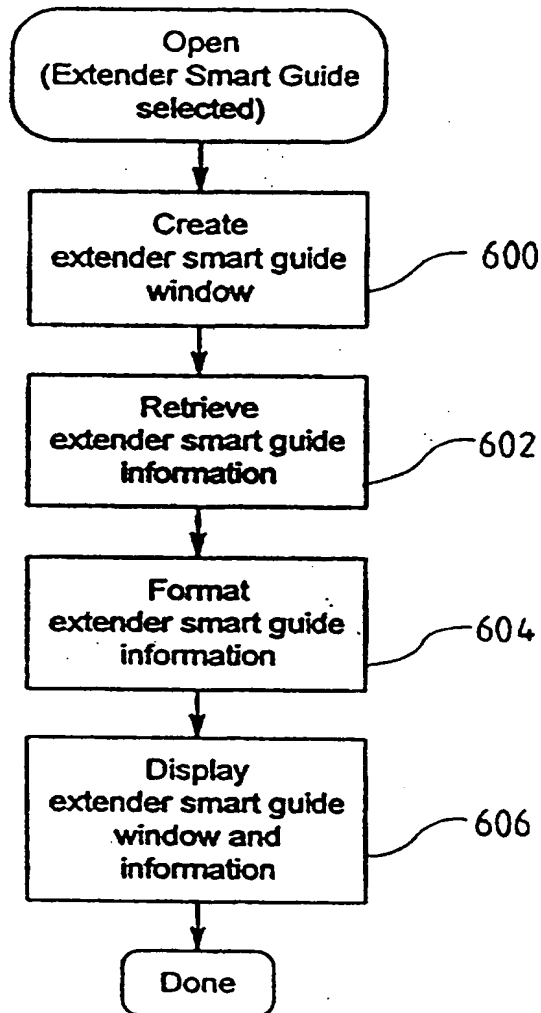 Open
(Extender Smart Guide
selected)
Create
extender smart guide
window
600
Retrieve
extender smart guide
information
602
Format
extender smart guide
information
604
Display
extender smart guide
window and
information
606
Done